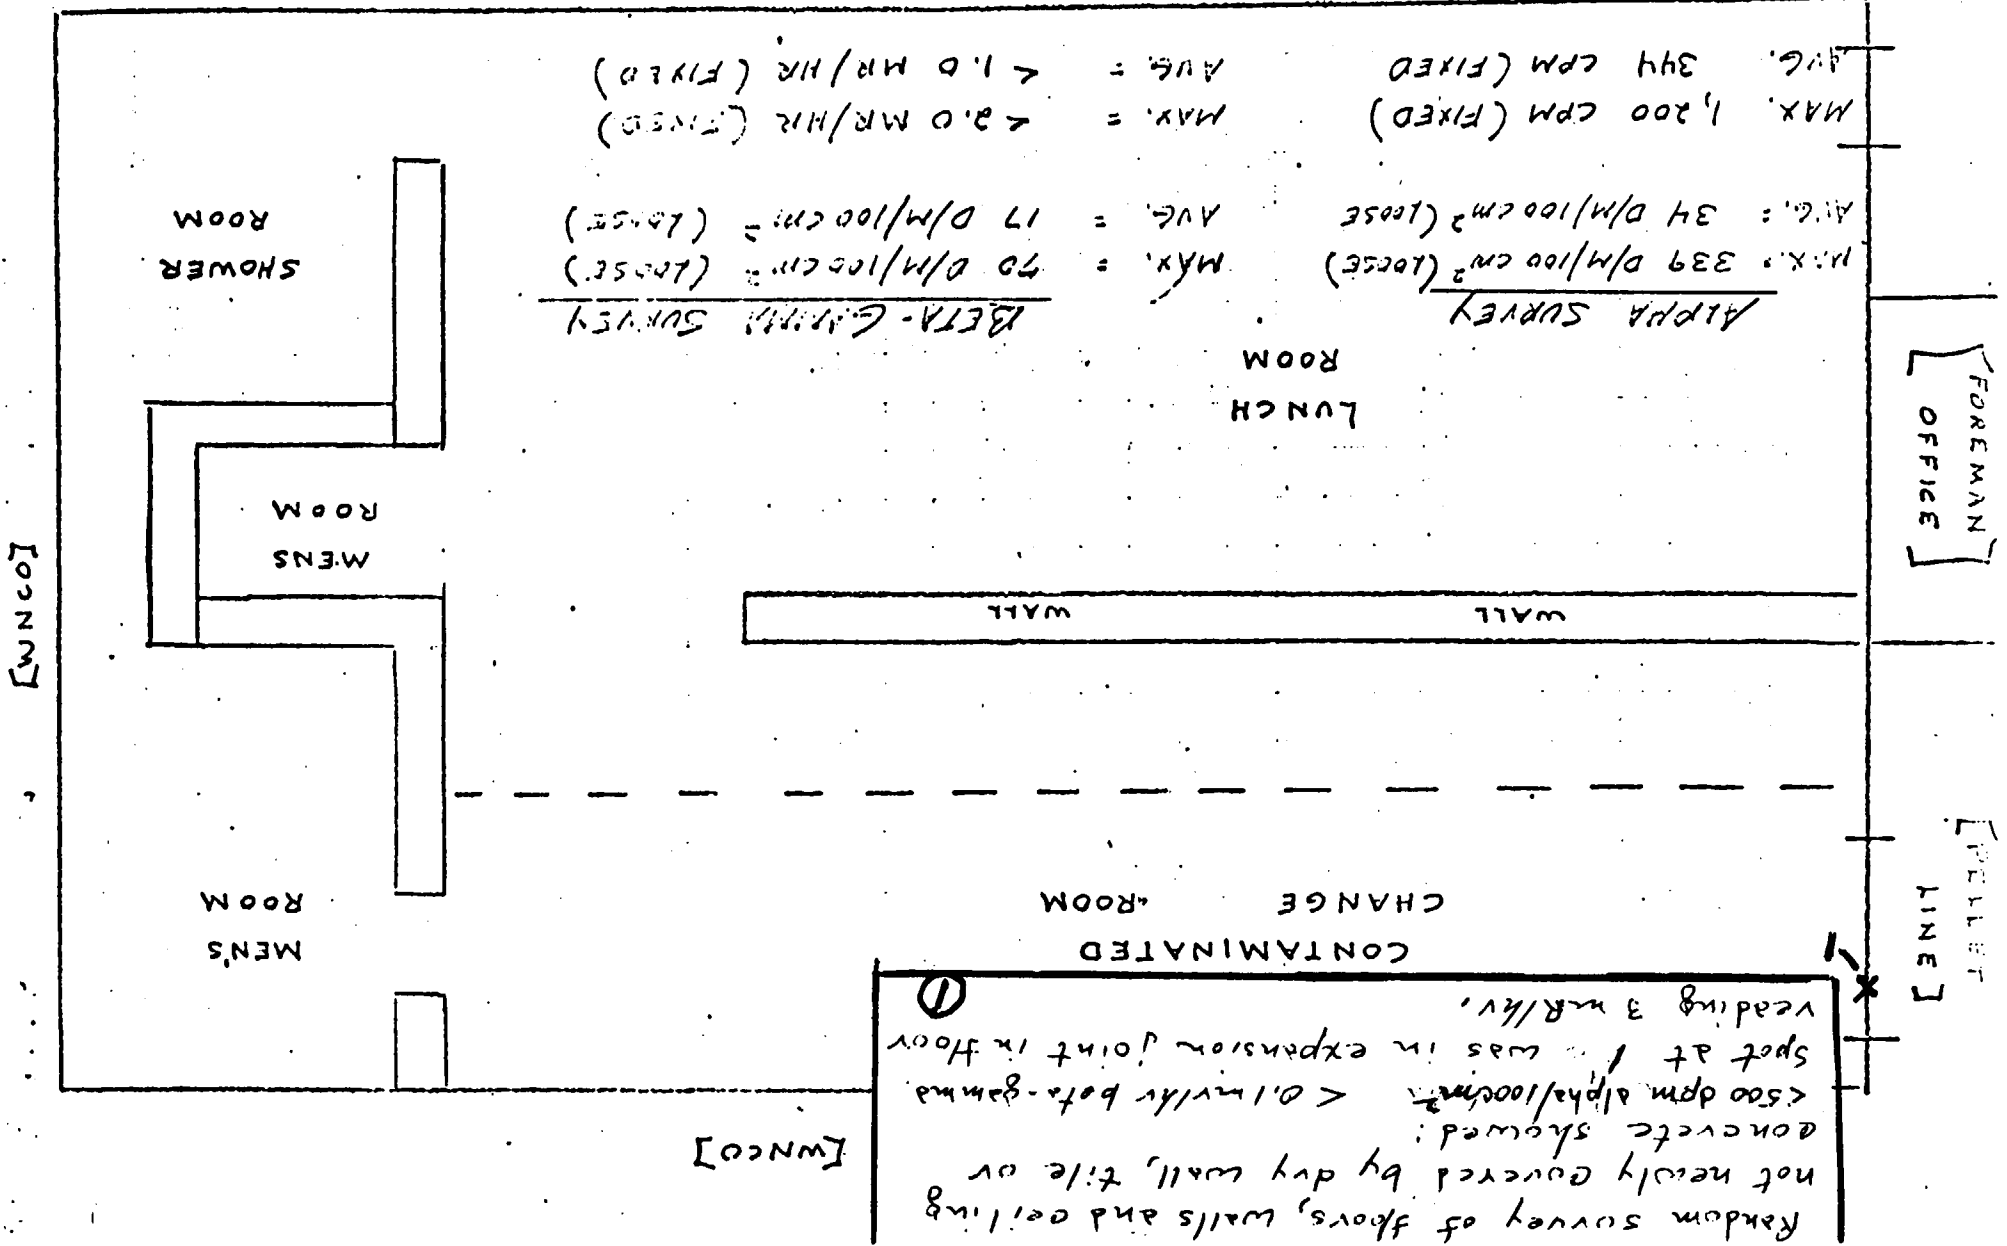 Random survey of floors, walls and ceiling
not newly covered by dry wall, tile or
concrete showed:
<500 dpm alpha/100cm² <0.1mr/hr beta-gamma
spot at 1 was in expansion joint in floor
reading 3 mR/hr.
①
1
X
[WNCO]
CONTAMINATED
CHANGE ROOM
MEN'S
ROOM
[PELLET
LINE]
WALL
WALL
MENS
ROOM
[WNCO]
LUNCH
ROOM
[FOREMAN]
[OFFICE]
SHOWER
ROOM
ALPHA SURVEY
MAX.: 339 D/M/100 cm² (LOOSE)
AVG.: 34 D/M/100 cm² (LOOSE
MAX. 1,200 CPM (FIXED)
AVG. 344 CPM (FIXED
BETA-GAMMA SURVEY
MAX. = 70 D/M/100 cm² (LOOSE)
AVG. = 17 D/M/100 cm² (LOOSE)
MAX. = <2.0 MR/HR (FIXED)
AVG. = <1.0 MR/HR (FIXED)